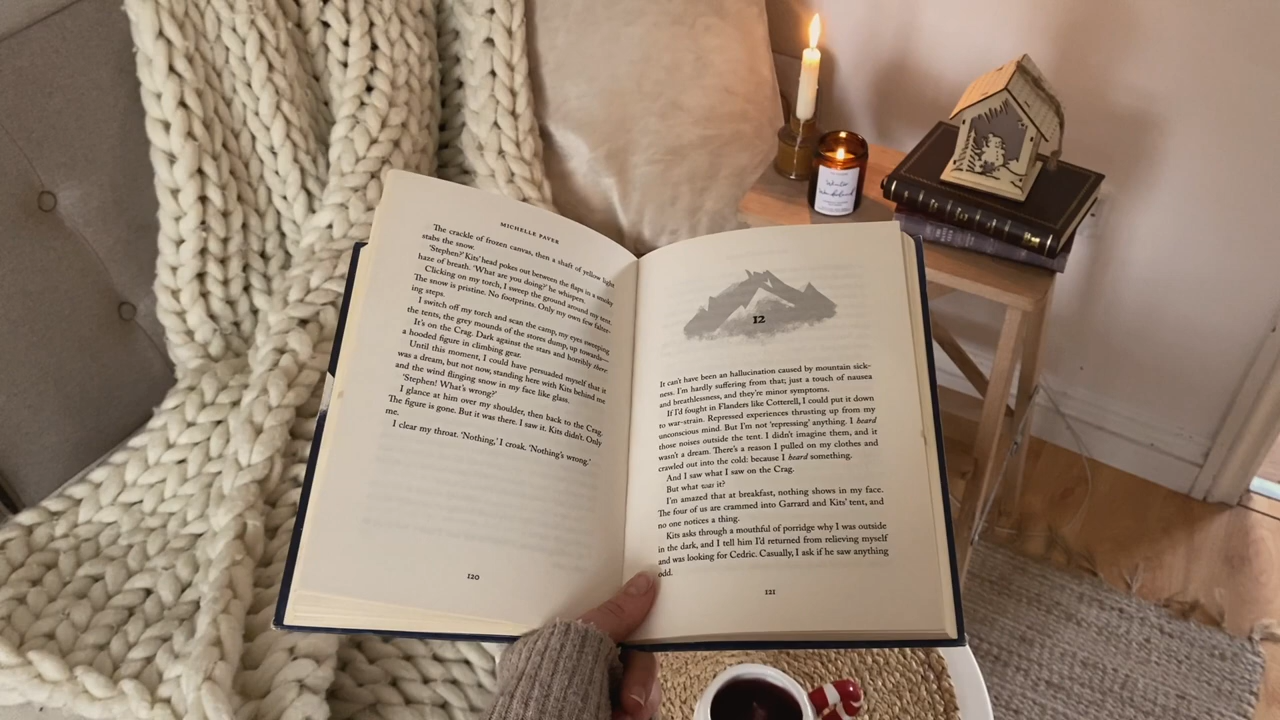 MICHELLE PAVER
The crackle of frozen canvas, then a shaft of yellow light
stabs the snow.
‘Stephen?’ Kits’ head pokes out between the flaps in a smoky
haze of breath. ‘What are you doing?’ he whispers.
Clicking on my torch, I sweep the ground around my tent.
The snow is pristine. No footprints. Only my own few falter-
ing steps.
I switch off my torch and scan the camp, my eyes sweeping
the tents, the grey mounds of the stores dump, up towards—
It’s on the Crag. Dark against the stars and horribly there:
a hooded figure in climbing gear.
Until this moment, I could have persuaded myself that it
was a dream, but not now, standing here with Kits behind me
and the wind flinging snow in my face like glass.
‘Stephen! What’s wrong?’
I glance at him over my shoulder, then back to the Crag.
The figure is gone. But it was there. I saw it. Kits didn’t. Only
me.
I clear my throat. ‘Nothing,’ I croak. ‘Nothing’s wrong.’
120
12
It can’t have been an hallucination caused by mountain sick-
ness. I’m hardly suffering from that; just a touch of nausea
and breathlessness, and they’re minor symptoms.
If I’d fought in Flanders like Cotterell, I could put it down
to war-strain. Repressed experiences thrusting up from my
unconscious mind. But I’m not ‘repressing’ anything. I heard
those noises outside the tent. I didn’t imagine them, and it
wasn’t a dream. There’s a reason I pulled on my clothes and
crawled out into the cold: because I heard something.
And I saw what I saw on the Crag.
But what was it?
I’m amazed that at breakfast, nothing shows in my face.
The four of us are crammed into Garrard and Kits’ tent, and
no one notices a thing.
Kits asks through a mouthful of porridge why I was outside
in the dark, and I tell him I’d returned from relieving myself
and was looking for Cedric. Casually, I ask if he saw anything
odd.
121
Winter
Wonderland